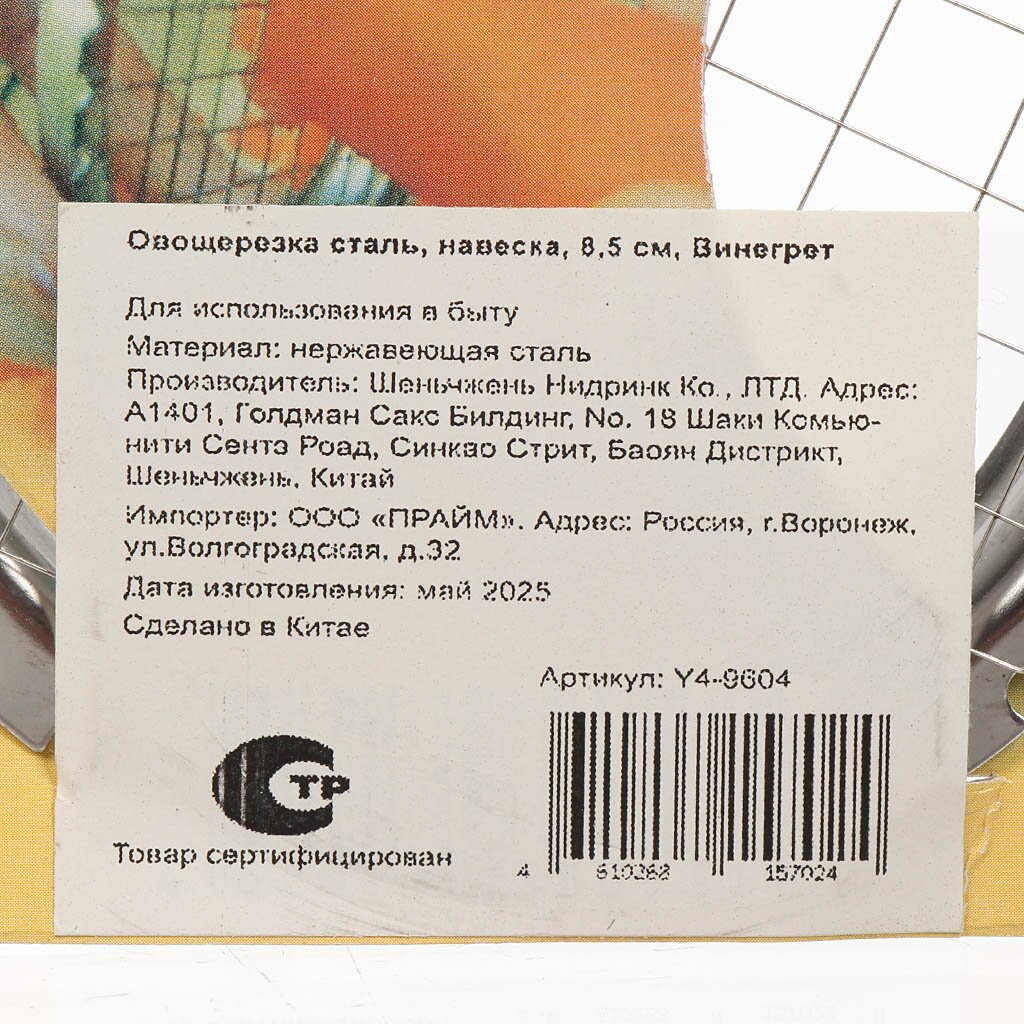 Овощерезка сталь, навеска, 8,5 см, Винегрет
Для использования в быту
Материал: нержавеющая сталь
Производитель: Шеньчжень Нидринк Ко., ЛТД. Адрес:
А1401, Голдман Сакс Билдинг, No. 18 Шаки Комью-
нити Сентэ Роад, Синкао Стрит, Баоян Дистрикт,
Шеньчжень, Китай
Импортер: ООО «ПРАЙМ». Адрес: Россия, г.Воронеж,
ул.Волгоградская, д.32
Дата изготовления: май 2025
Сделано в Китае
Артикул: Y4-9604
ТР
Товар сертифицирован
4 610268 157024